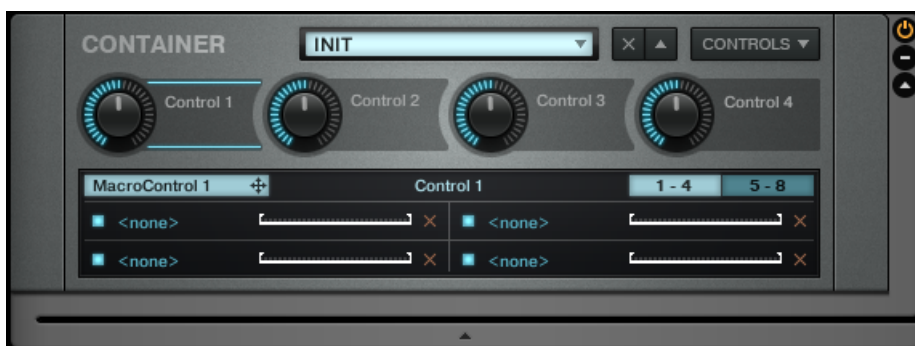 CONTAINER INIT CONTROLS
Control 1 Control 2 Control 3 Control 4
MacroControl 1 Control 1 1 - 4 5 - 8
<none> <none>
<none> <none>